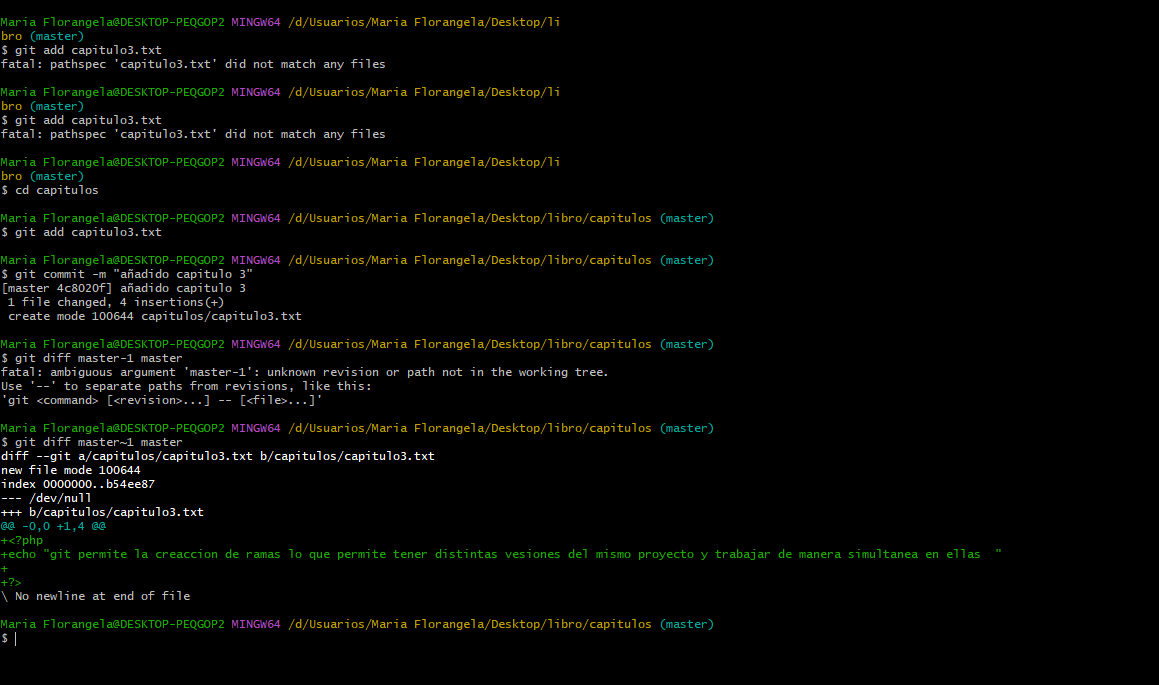 Maria Florangela@DESKTOP-PEQGOP2 MINGW64 /d/Usuarios/Maria Florangela/Desktop/li
bro (master)
$ git add capitulo3.txt
fatal: pathspec 'capitulo3.txt' did not match any files
Maria Florangela@DESKTOP-PEQGOP2 MINGW64 /d/Usuarios/Maria Florangela/Desktop/li
bro (master)
$ git add capitulo3.txt
fatal: pathspec 'capitulo3.txt' did not match any files
Maria Florangela@DESKTOP-PEQGOP2 MINGW64 /d/Usuarios/Maria Florangela/Desktop/li
bro (master)
$ cd capitulos
Maria Florangela@DESKTOP-PEQGOP2 MINGW64 /d/Usuarios/Maria Florangela/Desktop/libro/capitulos (master)
$ git add capitulo3.txt
Maria Florangela@DESKTOP-PEQGOP2 MINGW64 /d/Usuarios/Maria Florangela/Desktop/libro/capitulos (master)
$ git commit -m "añadido capitulo 3"
[master 4c8020f] añadido capitulo 3
 1 file changed, 4 insertions(+)
 create mode 100644 capitulos/capitulo3.txt
Maria Florangela@DESKTOP-PEQGOP2 MINGW64 /d/Usuarios/Maria Florangela/Desktop/libro/capitulos (master)
$ git diff master-1 master
fatal: ambiguous argument 'master-1': unknown revision or path not in the working tree.
Use '--' to separate paths from revisions, like this:
'git <command> [<revision>...] -- [<file>...]'
Maria Florangela@DESKTOP-PEQGOP2 MINGW64 /d/Usuarios/Maria Florangela/Desktop/libro/capitulos (master)
$ git diff master~1 master
diff --git a/capitulos/capitulo3.txt b/capitulos/capitulo3.txt
new file mode 100644
index 0000000..b54ee87
--- /dev/null
+++ b/capitulos/capitulo3.txt
@@ -0,0 +1,4 @@
+<?php
+echo "git permite la creaccion de ramas lo que permite tener distintas vesiones del mismo proyecto y trabajar de manera simultanea en ellas  "
+
+?>
\ No newline at end of file
Maria Florangela@DESKTOP-PEQGOP2 MINGW64 /d/Usuarios/Maria Florangela/Desktop/libro/capitulos (master)
$